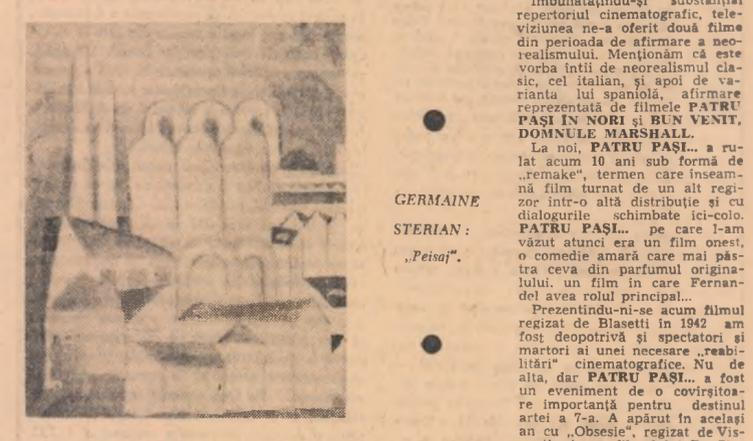 GERMAINE
STERIAN :
„Peisaj“.
Îmbunătățindu-și substanțial
repertoriul cinematografic, tele-
viziunea ne-a oferit două filme
din perioada de afirmare a neo-
realismului. Menționăm că este
vorba întîi de neorealismul cla-
sic, cel italian, și apoi de va-
rianta lui spaniolă, afirmare
reprezentată de filmele PATRU
PAȘI ÎN NORI și BUN VENIT,
DOMNULE MARSHALL.
La noi, PATRU PAȘI... a ru-
lat acum 10 ani sub formă de
„remake“, termen care înseam-
nă film turnat de un alt regi-
zor într-o altă distribuție și cu
dialogurile schimbate ici-colo.
PATRU PAȘI... pe care l-am
văzut atunci era un film onest,
o comedie amară care mai păs-
tra ceva din parfumul origina-
lului. un film în care Fernan-
del avea rolul principal...
Prezentîndu-ni-se acum filmul
regizat de Blasetti în 1942 am
fost deopotrivă și spectatori și
martori ai unei necesare „reabi-
litări“ cinematografice. Nu de
alta, dar PATRU PAȘI... a fost
un eveniment de o covîrșitoa-
re importanță pentru destinul
artei a 7-a. A apărut în același
an cu „Obsesie“, regizat de Vis-